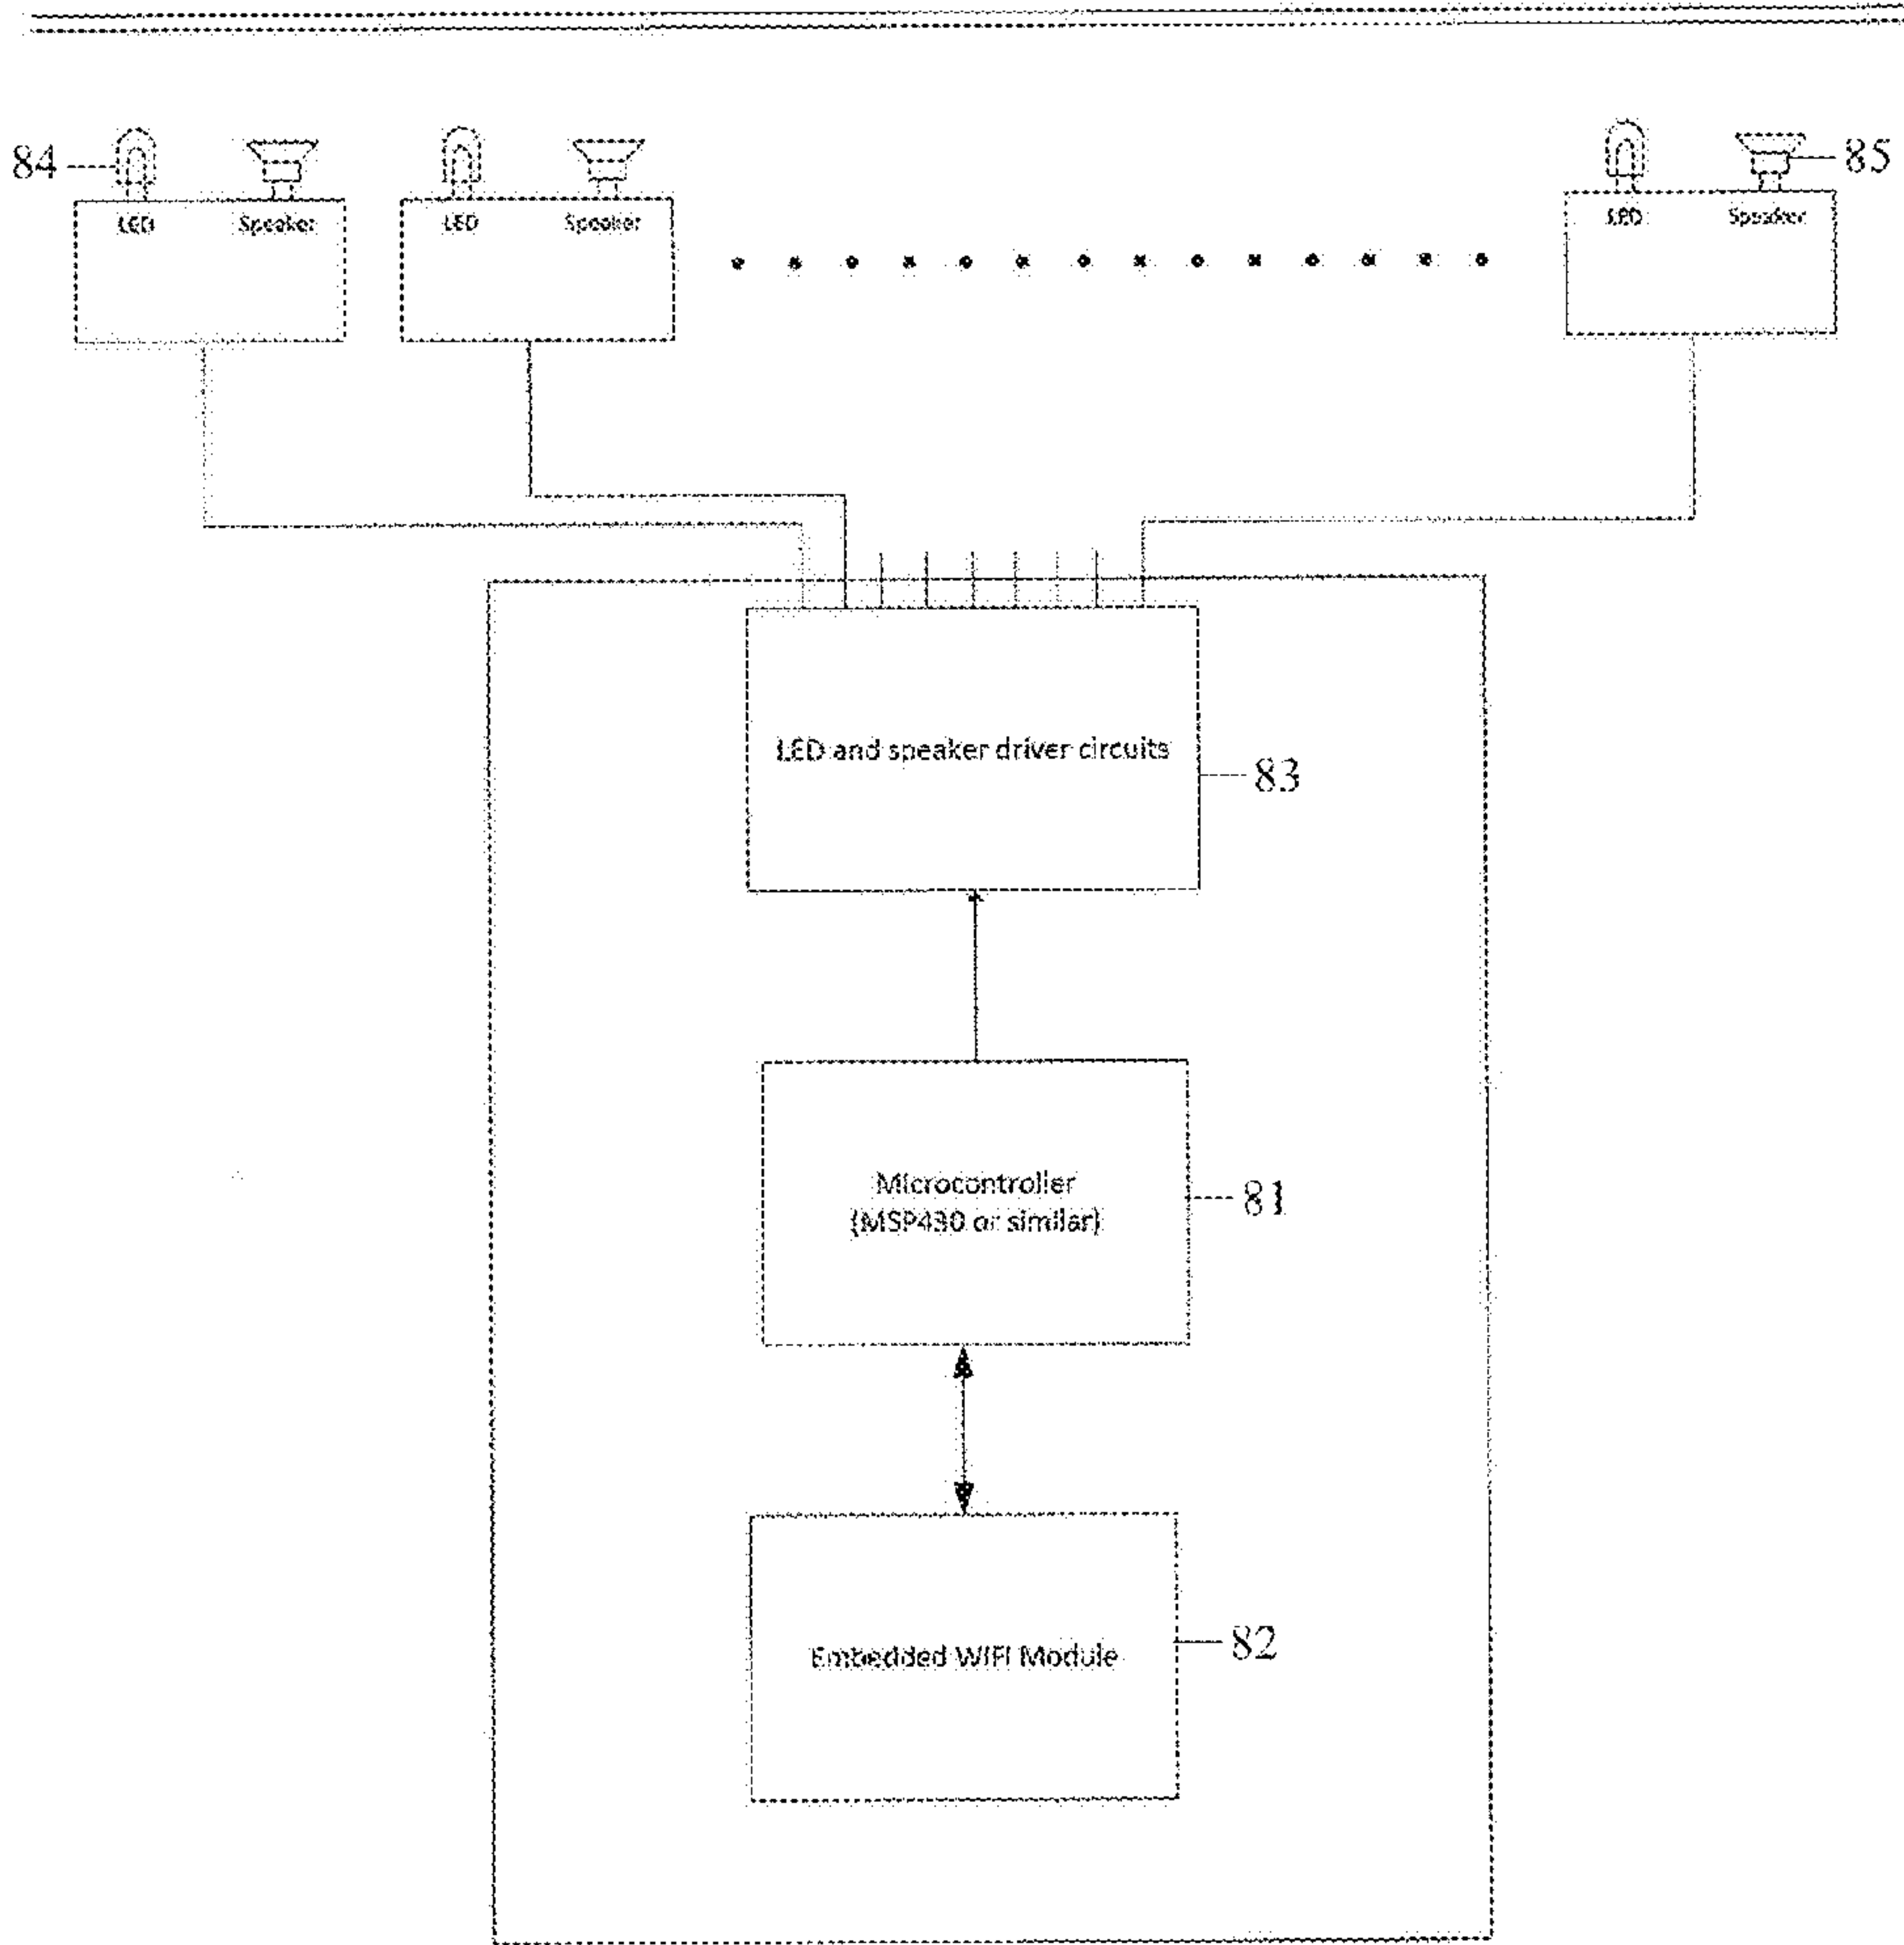 84
85
LED Speaker LED Speaker LED Speaker
LED and speaker driver circuits
83
Microcontroller
(MSP430 or similar)
81
Embedded WIFI Module
82